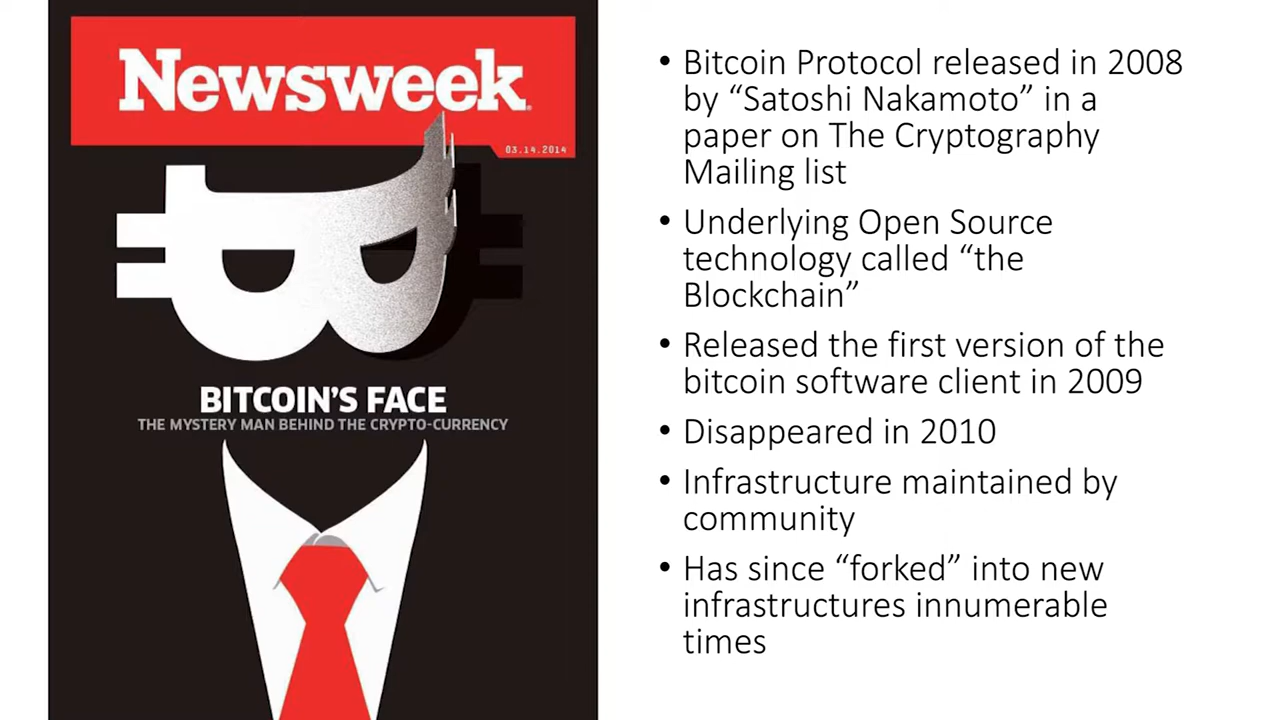 Newsweek
03.14.2014
BITCOIN'S FACE
THE MYSTERY MAN BEHIND THE CRYPTO-CURRENCY
• Bitcoin Protocol released in 2008
by “Satoshi Nakamoto” in a
paper on The Cryptography
Mailing list
• Underlying Open Source
technology called “the
Blockchain”
• Released the first version of the
bitcoin software client in 2009
• Disappeared in 2010
• Infrastructure maintained by
community
• Has since “forked” into new
infrastructures innumerable
times